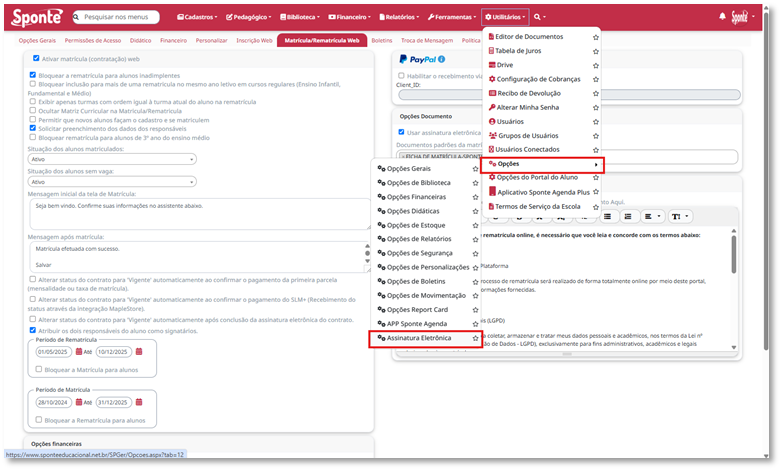 Sponte
Pesquisar nos menus
Cadastros
Pedagógico
Biblioteca
Financeiro
Relatórios
Ferramentas
Utilitários
Sponte
Opções Gerais
Permissões de Acesso
Didático
Financeiro
Personalizar
Inscrição Web
Matrícula/Rematrícula Web
Boletins
Troca de Mensagem
Política
Ativar matrícula (contratação) web
Bloquear a rematrícula para alunos inadimplentes
Bloquear inclusão para mais de uma rematrícula no mesmo ano letivo em cursos regulares (Ensino Infantil,
Fundamental e Médio)
Exibir apenas turmas com ordem igual à turma atual do aluno na rematrícula
Ocultar Matriz Curricular na Matrícula/Rematrícula
Permitir que novos alunos façam o cadastro e se matriculem
Solicitar preenchimento dos dados dos responsáveis
Bloquear rematrícula para alunos de 3º ano do ensino médio
Situação dos alunos matriculados:
Ativo
Situação dos alunos sem vaga:
Ativo
Mensagem inicial da tela de Matrícula:
Seja bem vindo. Confirme suas informações no assistente abaixo.
Mensagem após matrícula:
Matrícula efetuada com sucesso.
Salvar
Alterar status do contrato para 'Vigente' automaticamente ao confirmar o pagamento da primeira parcela
(mensalidade ou taxa de matrícula).
Alterar status do contrato para 'Vigente' automaticamente ao confirmar o pagamento do SLM+ (Recebimento do
status através da Integração MapleStore).
Alterar status do contrato para 'Vigente' automaticamente após conclusão da assinatura eletrônica do contrato.
Atribuir os dois responsáveis do aluno como signatários.
Período de Rematrícula
01/05/2025 Até 10/12/2025
Bloquear a Matrícula para alunos
Período de Matrícula
28/10/2024 Até 31/12/2025
Bloquear a Rematrícula para alunos
Opções financeiras
https://www.sponteeducacional.net.br/SPGer/Opcoes.aspx?tab=12
PayPal
Habilitar o recebimento via
Client_ID:
Opções Documento
Usar assinatura eletrônica
Documentos padrões da matrí
FICHA DE MATRÍCULA-SPONT
nto Aqui.
e rematrícula online, é necessário que você leia e concorde com os termos abaixo:
Plataforma
ocesso de rematrícula será realizado de forma totalmente online por meio deste portal,
ormações fornecidas.
is (LGPD)
o coletar, armazenar e tratar meus dados pessoais e acadêmicos, nos termos da Lei nº
ção de Dados - LGPD), exclusivamente para fins administrativos, acadêmicos e legais
Editor de Documentos
Tabela de Juros
Drive
Configuração de Cobranças
Recibo de Devolução
Alterar Minha Senha
Usuários
Grupos de Usuários
Usuários Conectados
Opções
Opções do Portal do Aluno
Aplicativo Sponte Agenda Plus
Termos de Serviço da Escola
Opções Gerais
Opções de Biblioteca
Opções Financeiras
Opções Didáticas
Opções de Estoque
Opções de Relatórios
Opções de Segurança
Opções de Personalizações
Opções de Boletins
Opções de Movimentação
Opções Report Card
APP Sponte Agenda
Assinatura Eletrônica